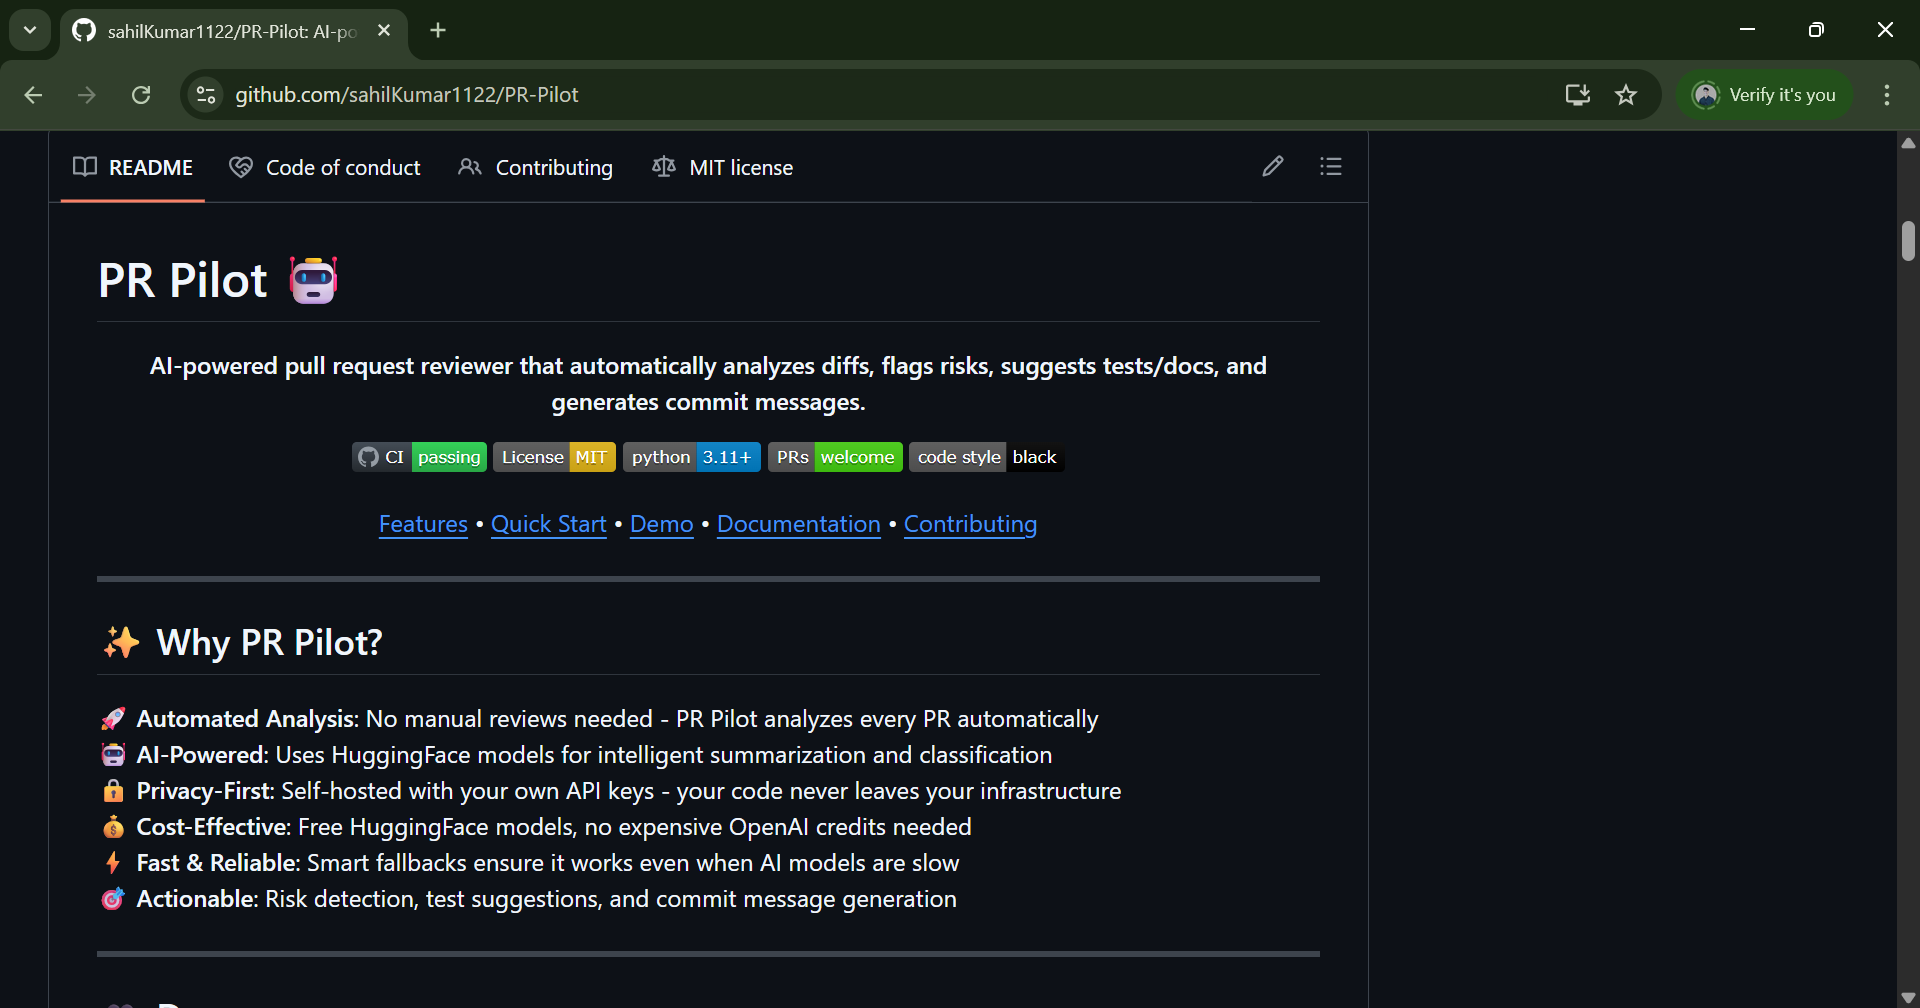 sahilKumar1122/PR-Pilot: AI-po
github.com/sahilKumar1122/PR-Pilot
Verify it's you
README
Code of conduct
Contributing
MIT license
PR Pilot
AI-powered pull request reviewer that automatically analyzes diffs, flags risks, suggests tests/docs, and
generates commit messages.
CI passing License MIT python 3.11+ PRs welcome code style black
Features • Quick Start • Demo • Documentation • Contributing
✨ Why PR Pilot?
🚀 Automated Analysis: No manual reviews needed - PR Pilot analyzes every PR automatically
🤖 AI-Powered: Uses HuggingFace models for intelligent summarization and classification
🔒 Privacy-First: Self-hosted with your own API keys - your code never leaves your infrastructure
💰 Cost-Effective: Free HuggingFace models, no expensive OpenAI credits needed
⚡ Fast & Reliable: Smart fallbacks ensure it works even when AI models are slow
🎯 Actionable: Risk detection, test suggestions, and commit message generation